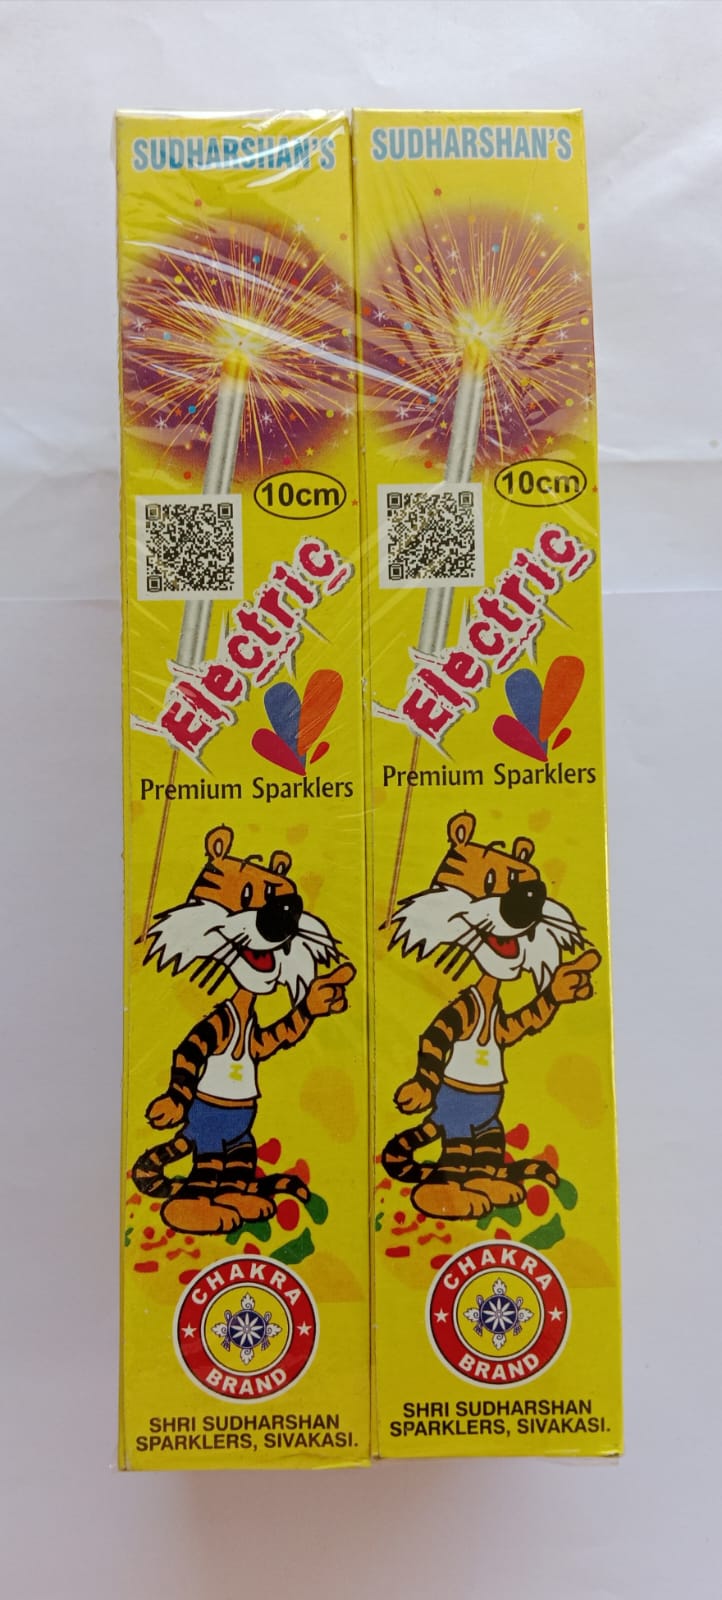 SUDHARSHAN'S
10cm
Electric
Premium Sparklers
CHAKRA
BRAND
SHRI SUDHARSHAN
SPARKLERS, SIVAKASI.
SUDHARSHAN'S
10cm
Electric
Premium Sparklers
CHAKRA
BRAND
SHRI SUDHARSHAN
SPARKLERS, SIVAKASI.